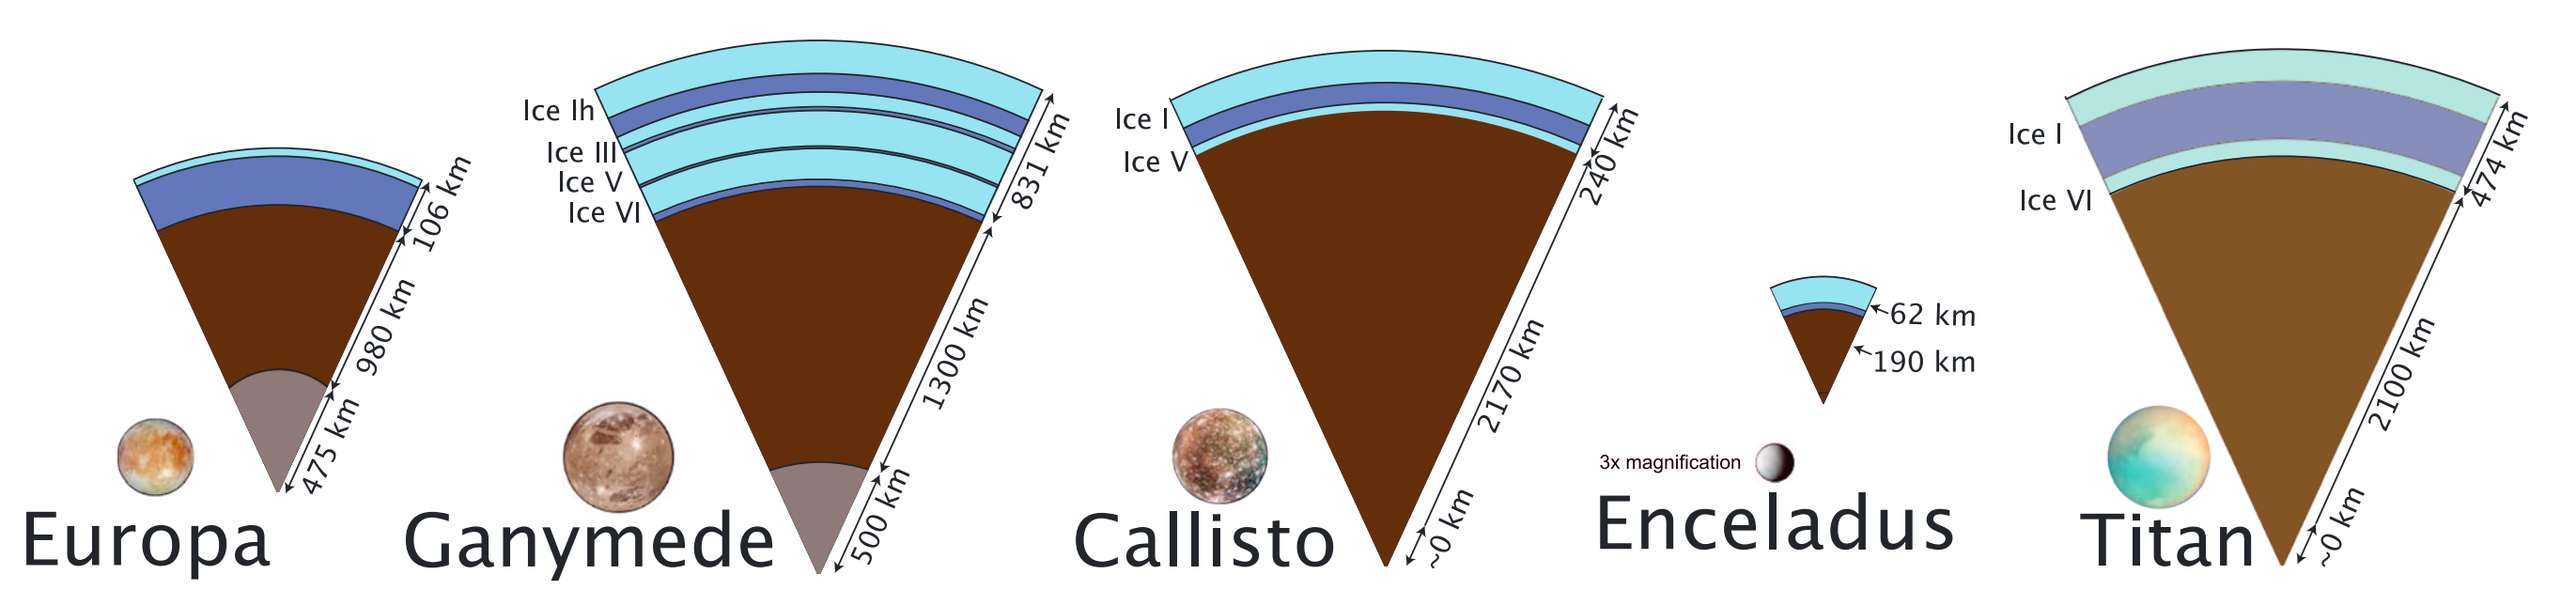 106 km
980 km
475 km
Europa
Ice Ih
Ice III
Ice V
Ice VI
831 km
1300 km
500 km
Ganymede
Ice I
Ice V
240 km
2170 km
~0 km
Callisto
62 km
190 km
3x magnification
Enceladus
Ice I
Ice VI
474 km
2100 km
~0 km
Titan